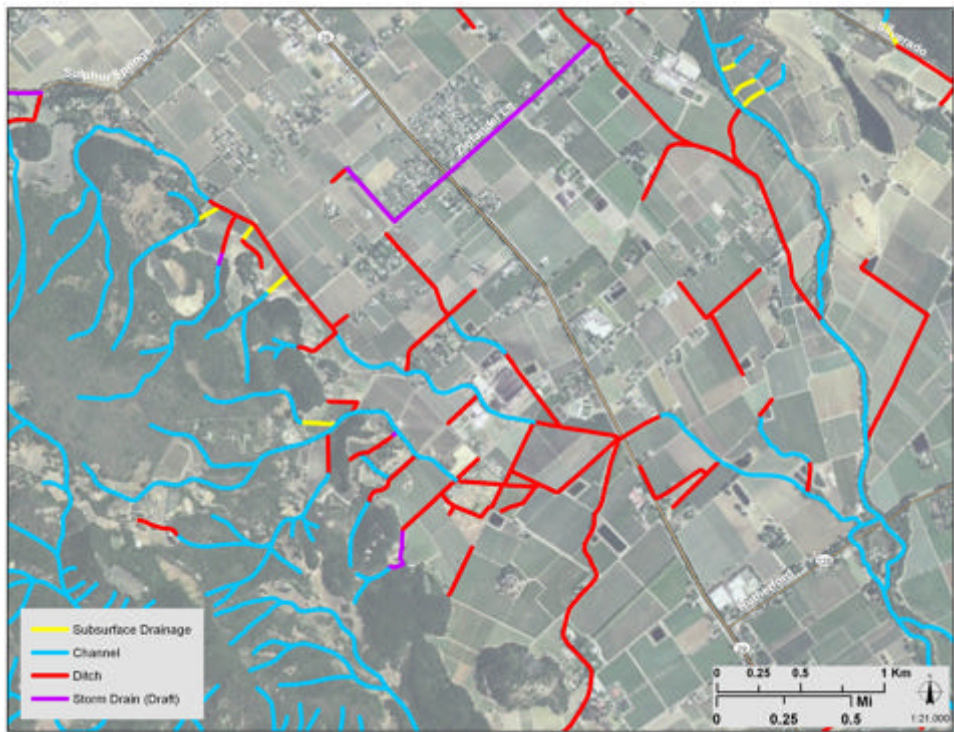 Sulphur Springs
Zinfandel Ln
Silverado
Rutherford
Subsurface Drainage
Channel
Ditch
Storm Drain (Draft)
0 0.25 0.5 1 Km
Mi
0 0.25 0.5
1:21,000